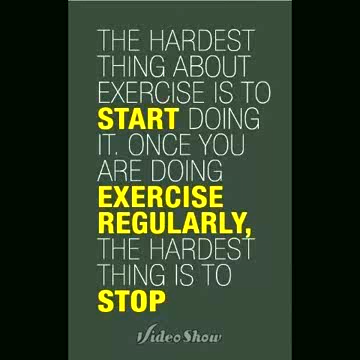 THE HARDEST
THING ABOUT
EXERCISE IS TO
START DOING
IT. ONCE YOU
ARE DOING
EXERCISE
REGULARLY,
THE HARDEST
THING IS TO
STOP
VideoShow